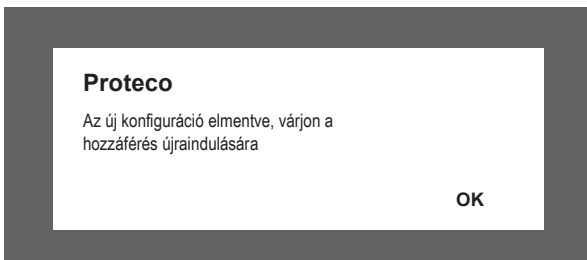 Proteco
Az új konfiguráció elmentve, várjon a
hozzáférés újraindulására
OK